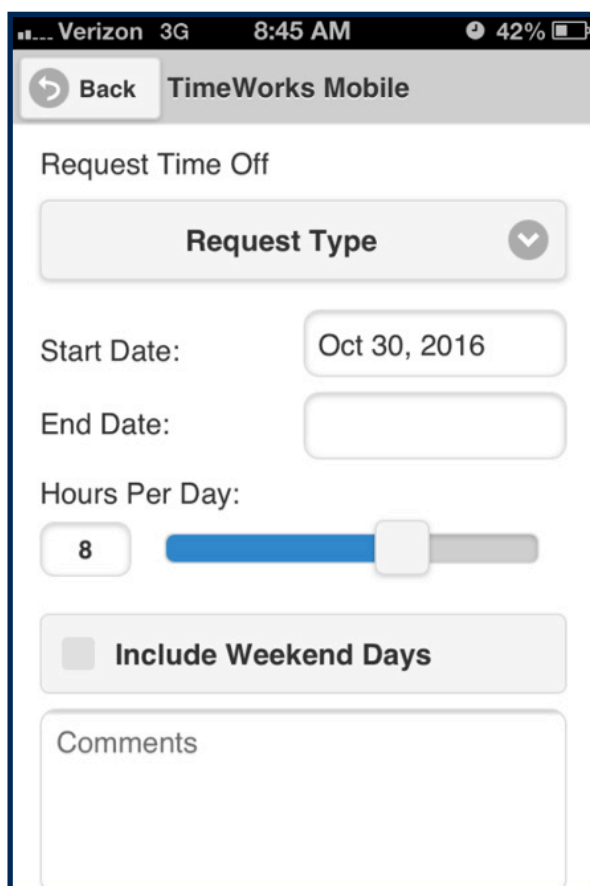 Verizon 3G 8:45 AM 42%
Back TimeWorks Mobile
Request Time Off
Request Type
Start Date: Oct 30, 2016
End Date:
Hours Per Day:
8
Include Weekend Days
Comments